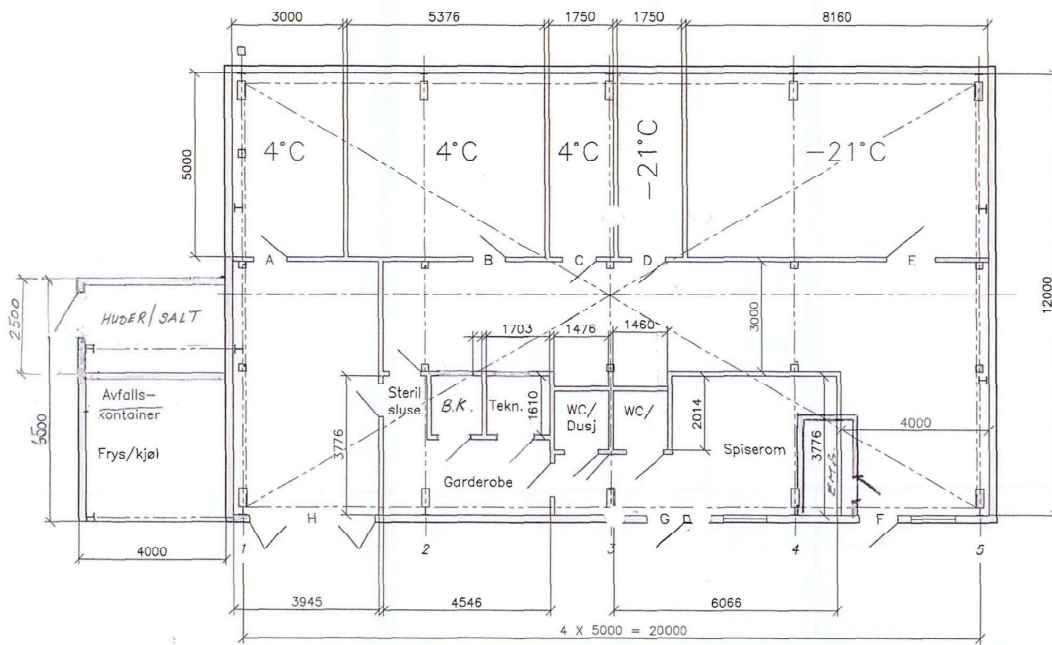 3000
5376
1750
1750
8160
4°C
4°C
4°C
-21°C
-21°C
5000
12000
A
B
C
D
E
2500
HUDER/SALT
3000
1703
1476
1460
Avfalls-
kontainer
Frys/kjøl
5000
Steril
sluse
B.K.
Tekn.
1610
WC/
Dusj
WC/
2014
Spiserom
3776
4000
3776
Garderobe
H
G
F
1
2
3
4
5
4000
3945
4546
6066
4 X 5000 = 20000